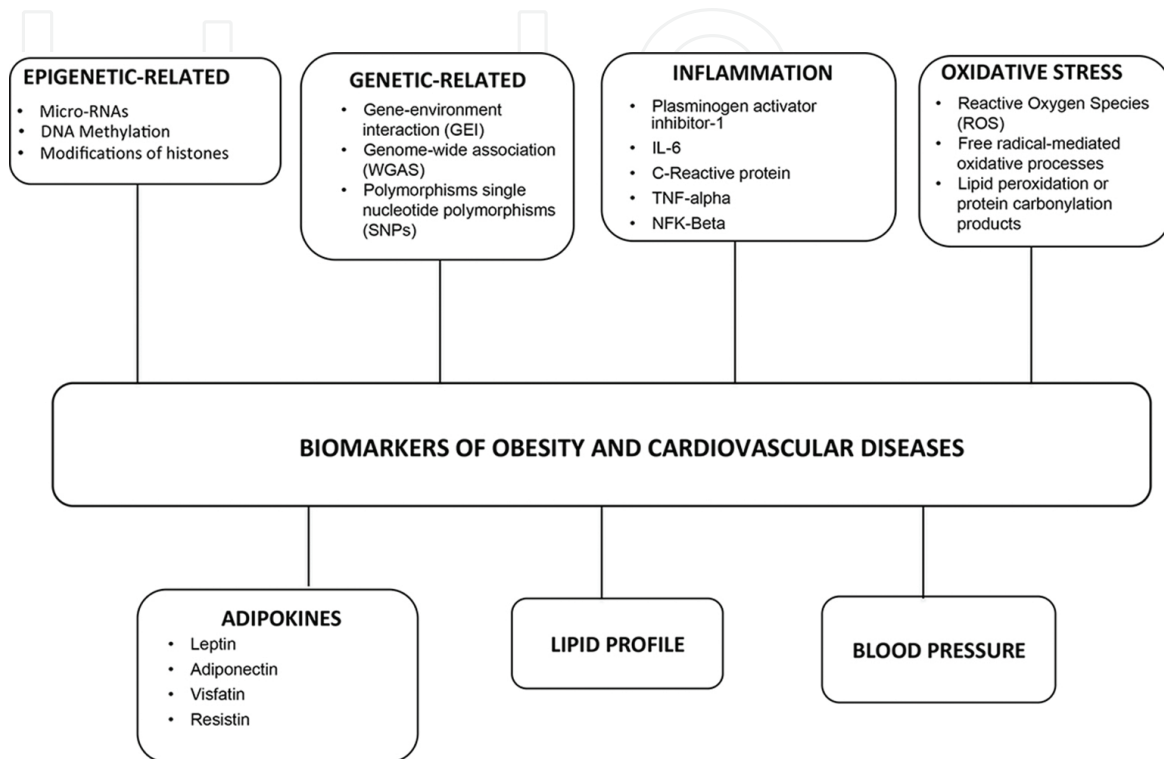 EPIGENETIC-RELATED
• Micro-RNAs
• DNA Methylation
• Modifications of histones
GENETIC-RELATED
• Gene-environment
interaction (GEI)
• Genome-wide association
(WGAS)
• Polymorphisms single
nucleotide polymorphisms
(SNPs)
INFLAMMATION
• Plasminogen activator
inhibitor-1
• IL-6
• C-Reactive protein
• TNF-alpha
• NFK-Beta
OXIDATIVE STRESS
• Reactive Oxygen Species
(ROS)
• Free radical-mediated
oxidative processes
• Lipid peroxidation or
protein carbonylation
products
BIOMARKERS OF OBESITY AND CARDIOVASCULAR DISEASES
ADIPOKINES
• Leptin
• Adiponectin
• Visfatin
• Resistin
LIPID PROFILE
BLOOD PRESSURE